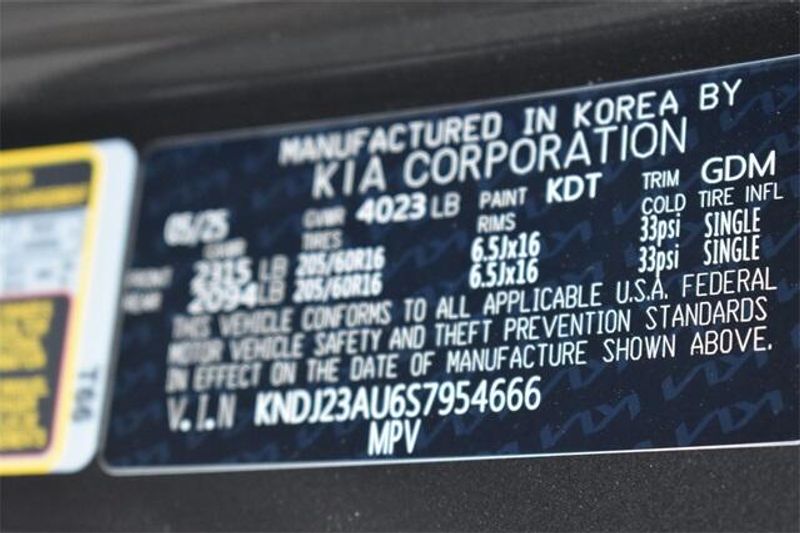 MANUFACTURED IN KOREA BY
KIA CORPORATION
05/25 GVWR 4023 LB PAINT KDT TRIM GDM
GAWR TIRES RIMS COLD TIRE INFL
FRONT 2315 LB 205/60R16 6.5Jx16 33psi SINGLE
REAR 2094LB 205/60R16 6.5Jx16 33psi SINGLE
THIS VEHICLE CONFORMS TO ALL APPLICABLE U.S.A. FEDERAL
MOTOR VEHICLE SAFETY AND THEFT PREVENTION STANDARDS
IN EFFECT ON THE DATE OF MANUFACTURE SHOWN ABOVE.
V.I.N KNDJ23AU6S7954666
MPV
T66